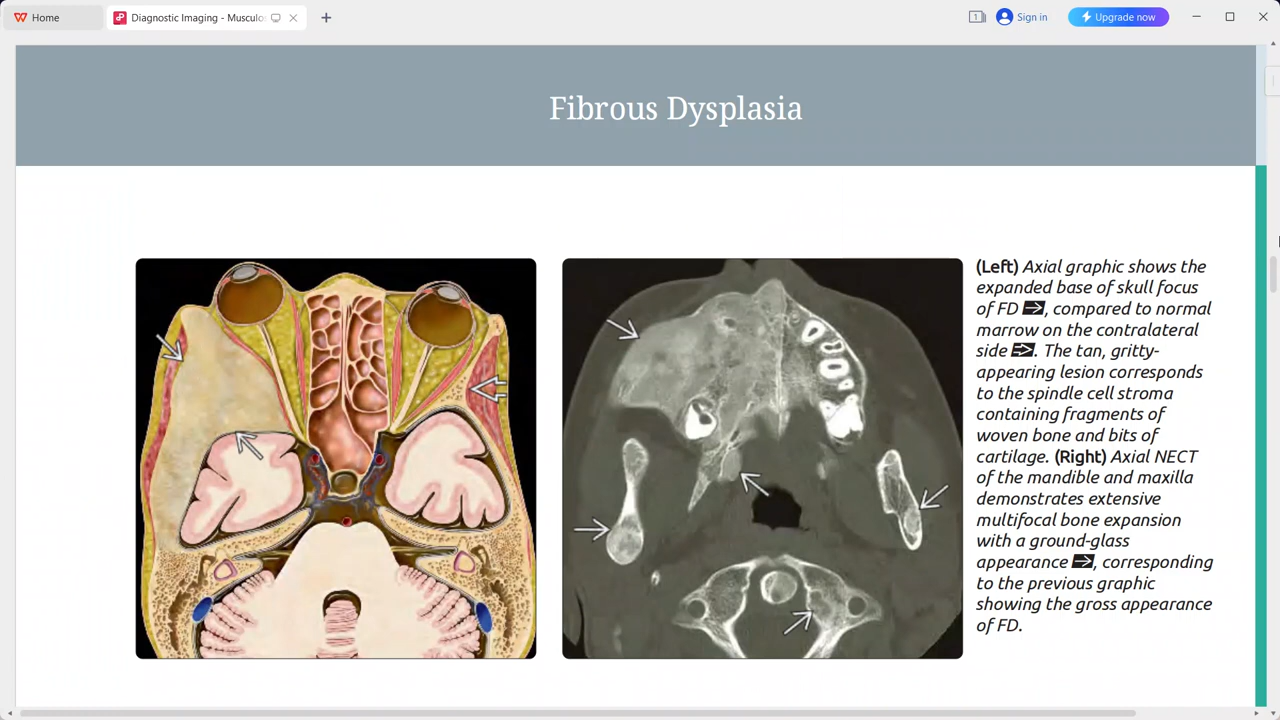 Home
Diagnostic Imaging - Musculo
1
Sign in
Upgrade now
Fibrous Dysplasia
(Left) Axial graphic shows the
expanded base of skull focus
of FD , compared to normal
marrow on the contralateral
side . The tan, gritty-
appearing lesion corresponds
to the spindle cell stroma
containing fragments of
woven bone and bits of
cartilage. (Right) Axial NECT
of the mandible and maxilla
demonstrates extensive
multifocal bone expansion
with a ground-glass
appearance , corresponding
to the previous graphic
showing the gross appearance
of FD.